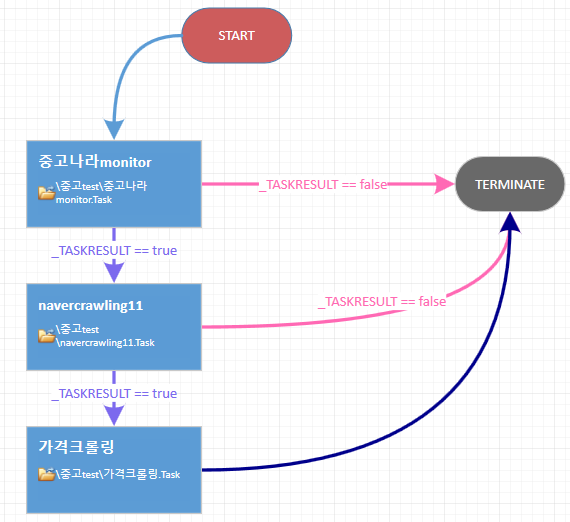 START
중고나라monitor
\중고test\중고나라
monitor.Task
_TASKRESULT == false
TERMINATE
_TASKRESULT == true
navercrawling11
\중고test
\navercrawling11.Task
_TASKRESULT == false
_TASKRESULT == true
가격크롤링
\중고test\가격크롤링.Task